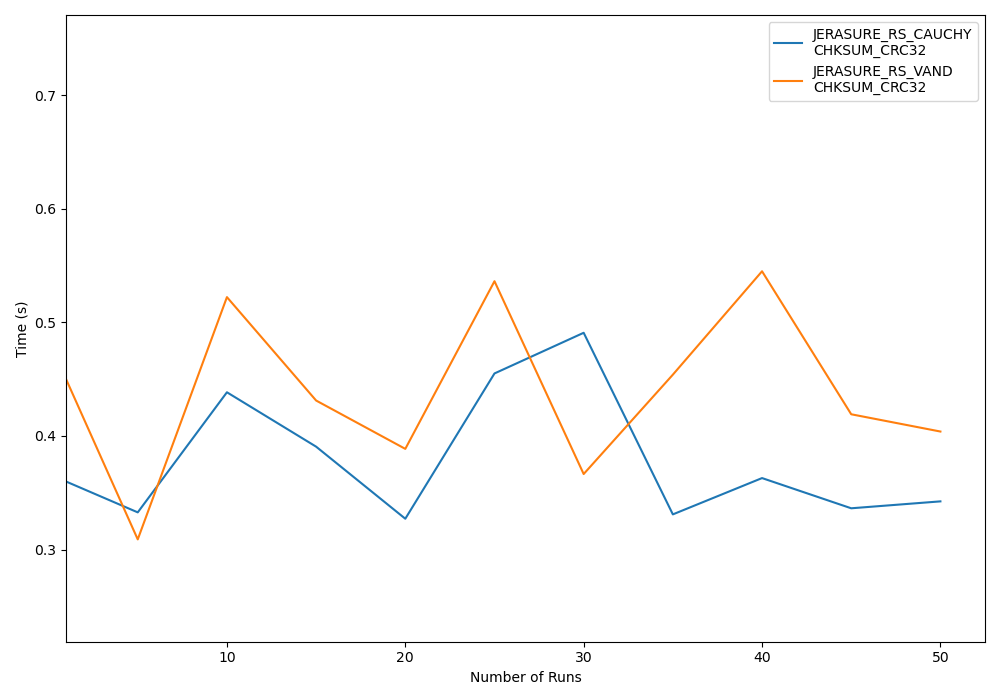 JERASURE_RS_CAUCHY
CHKSUM_CRC32
JERASURE_RS_VAND
CHKSUM_CRC32
0.7
0.6
0.5
0.4
0.3
Time (s)
10 20 30 40 50
Number of Runs